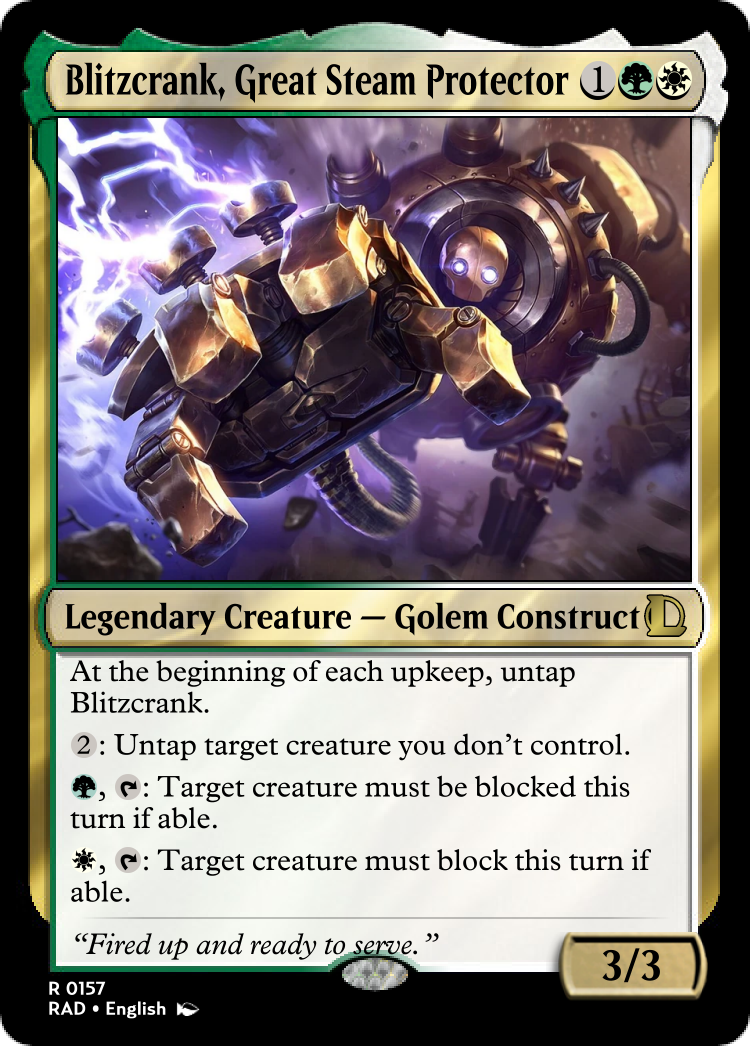 Blitzcrank, Great Steam Protector 1
Legendary Creature — Golem Construct
At the beginning of each upkeep, untap
Blitzcrank.
2: Untap target creature you don't control.
, : Target creature must be blocked this
turn if able.
, : Target creature must block this turn if
able.
“Fired up and ready to serve.”
3/3
R 0157
RAD • English